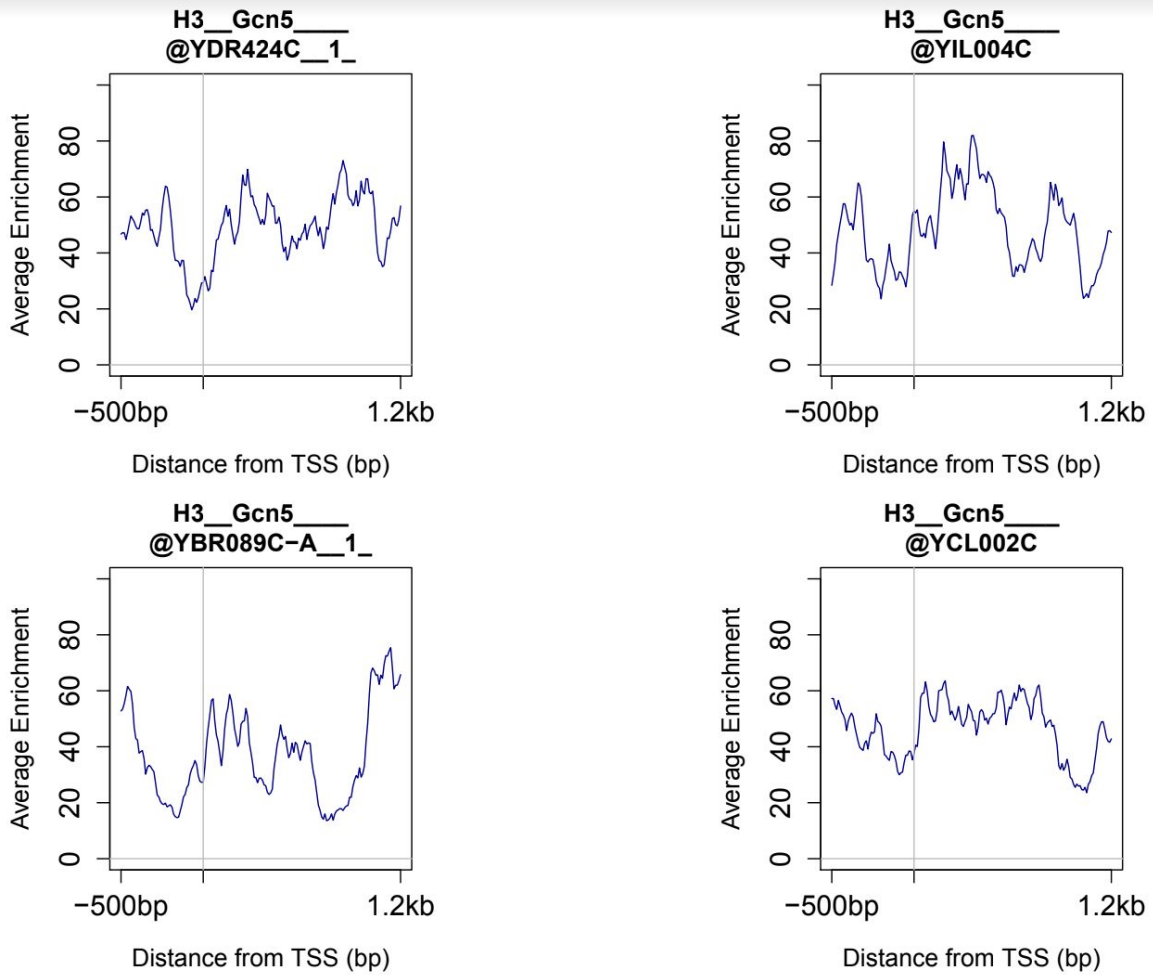 H3__Gcn5____
@YDR424C__1_
Average Enrichment
80
60
40
20
0
−500bp
1.2kb
Distance from TSS (bp)
H3__Gcn5____
@YIL004C
Average Enrichment
80
60
40
20
0
−500bp
1.2kb
Distance from TSS (bp)
H3__Gcn5____
@YBR089C−A__1_
Average Enrichment
80
60
40
20
0
−500bp
1.2kb
Distance from TSS (bp)
H3__Gcn5____
@YCL002C
Average Enrichment
80
60
40
20
0
−500bp
1.2kb
Distance from TSS (bp)